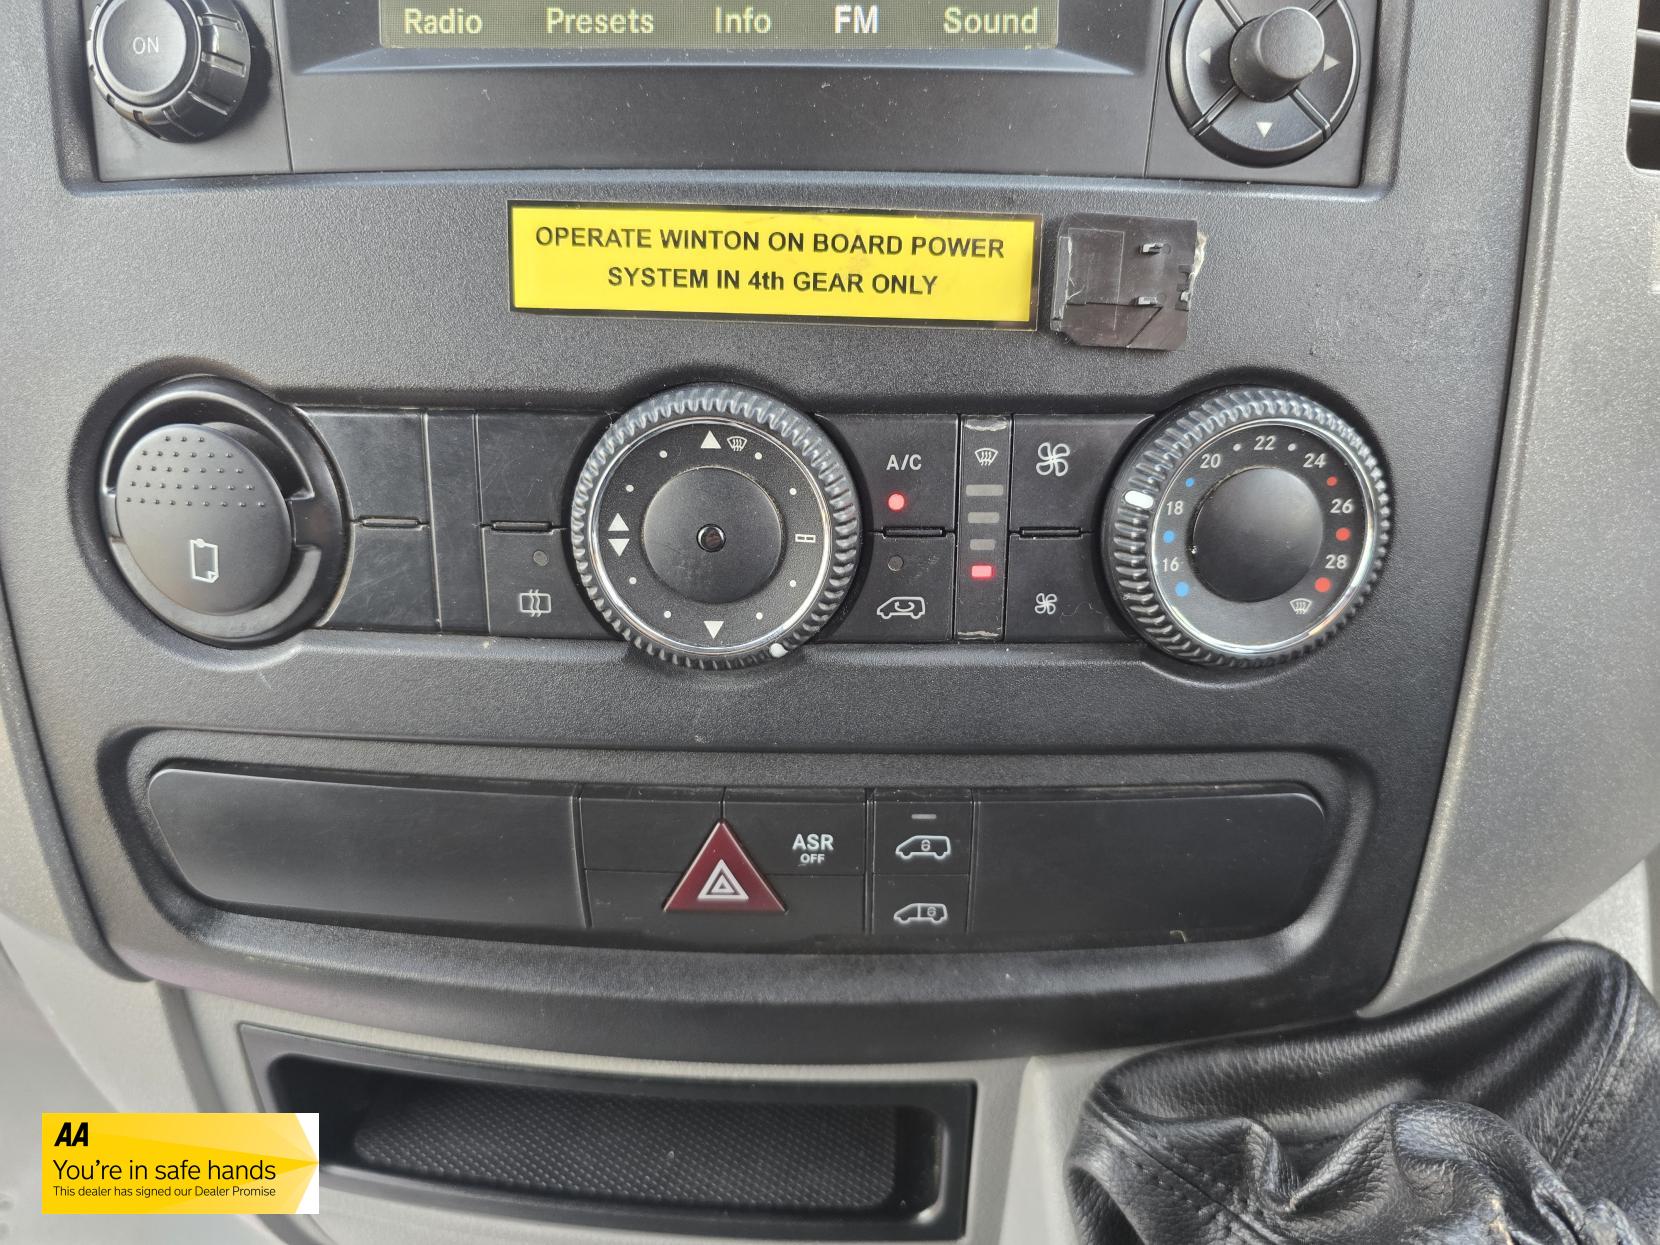 Radio Presets Info FM Sound
ON
OPERATE WINTON ON BOARD POWER
SYSTEM IN 4th GEAR ONLY
A/C
16 18 20 22 24 26 28
ASR
OFF
AA
You're in safe hands
This dealer has signed our Dealer Promise